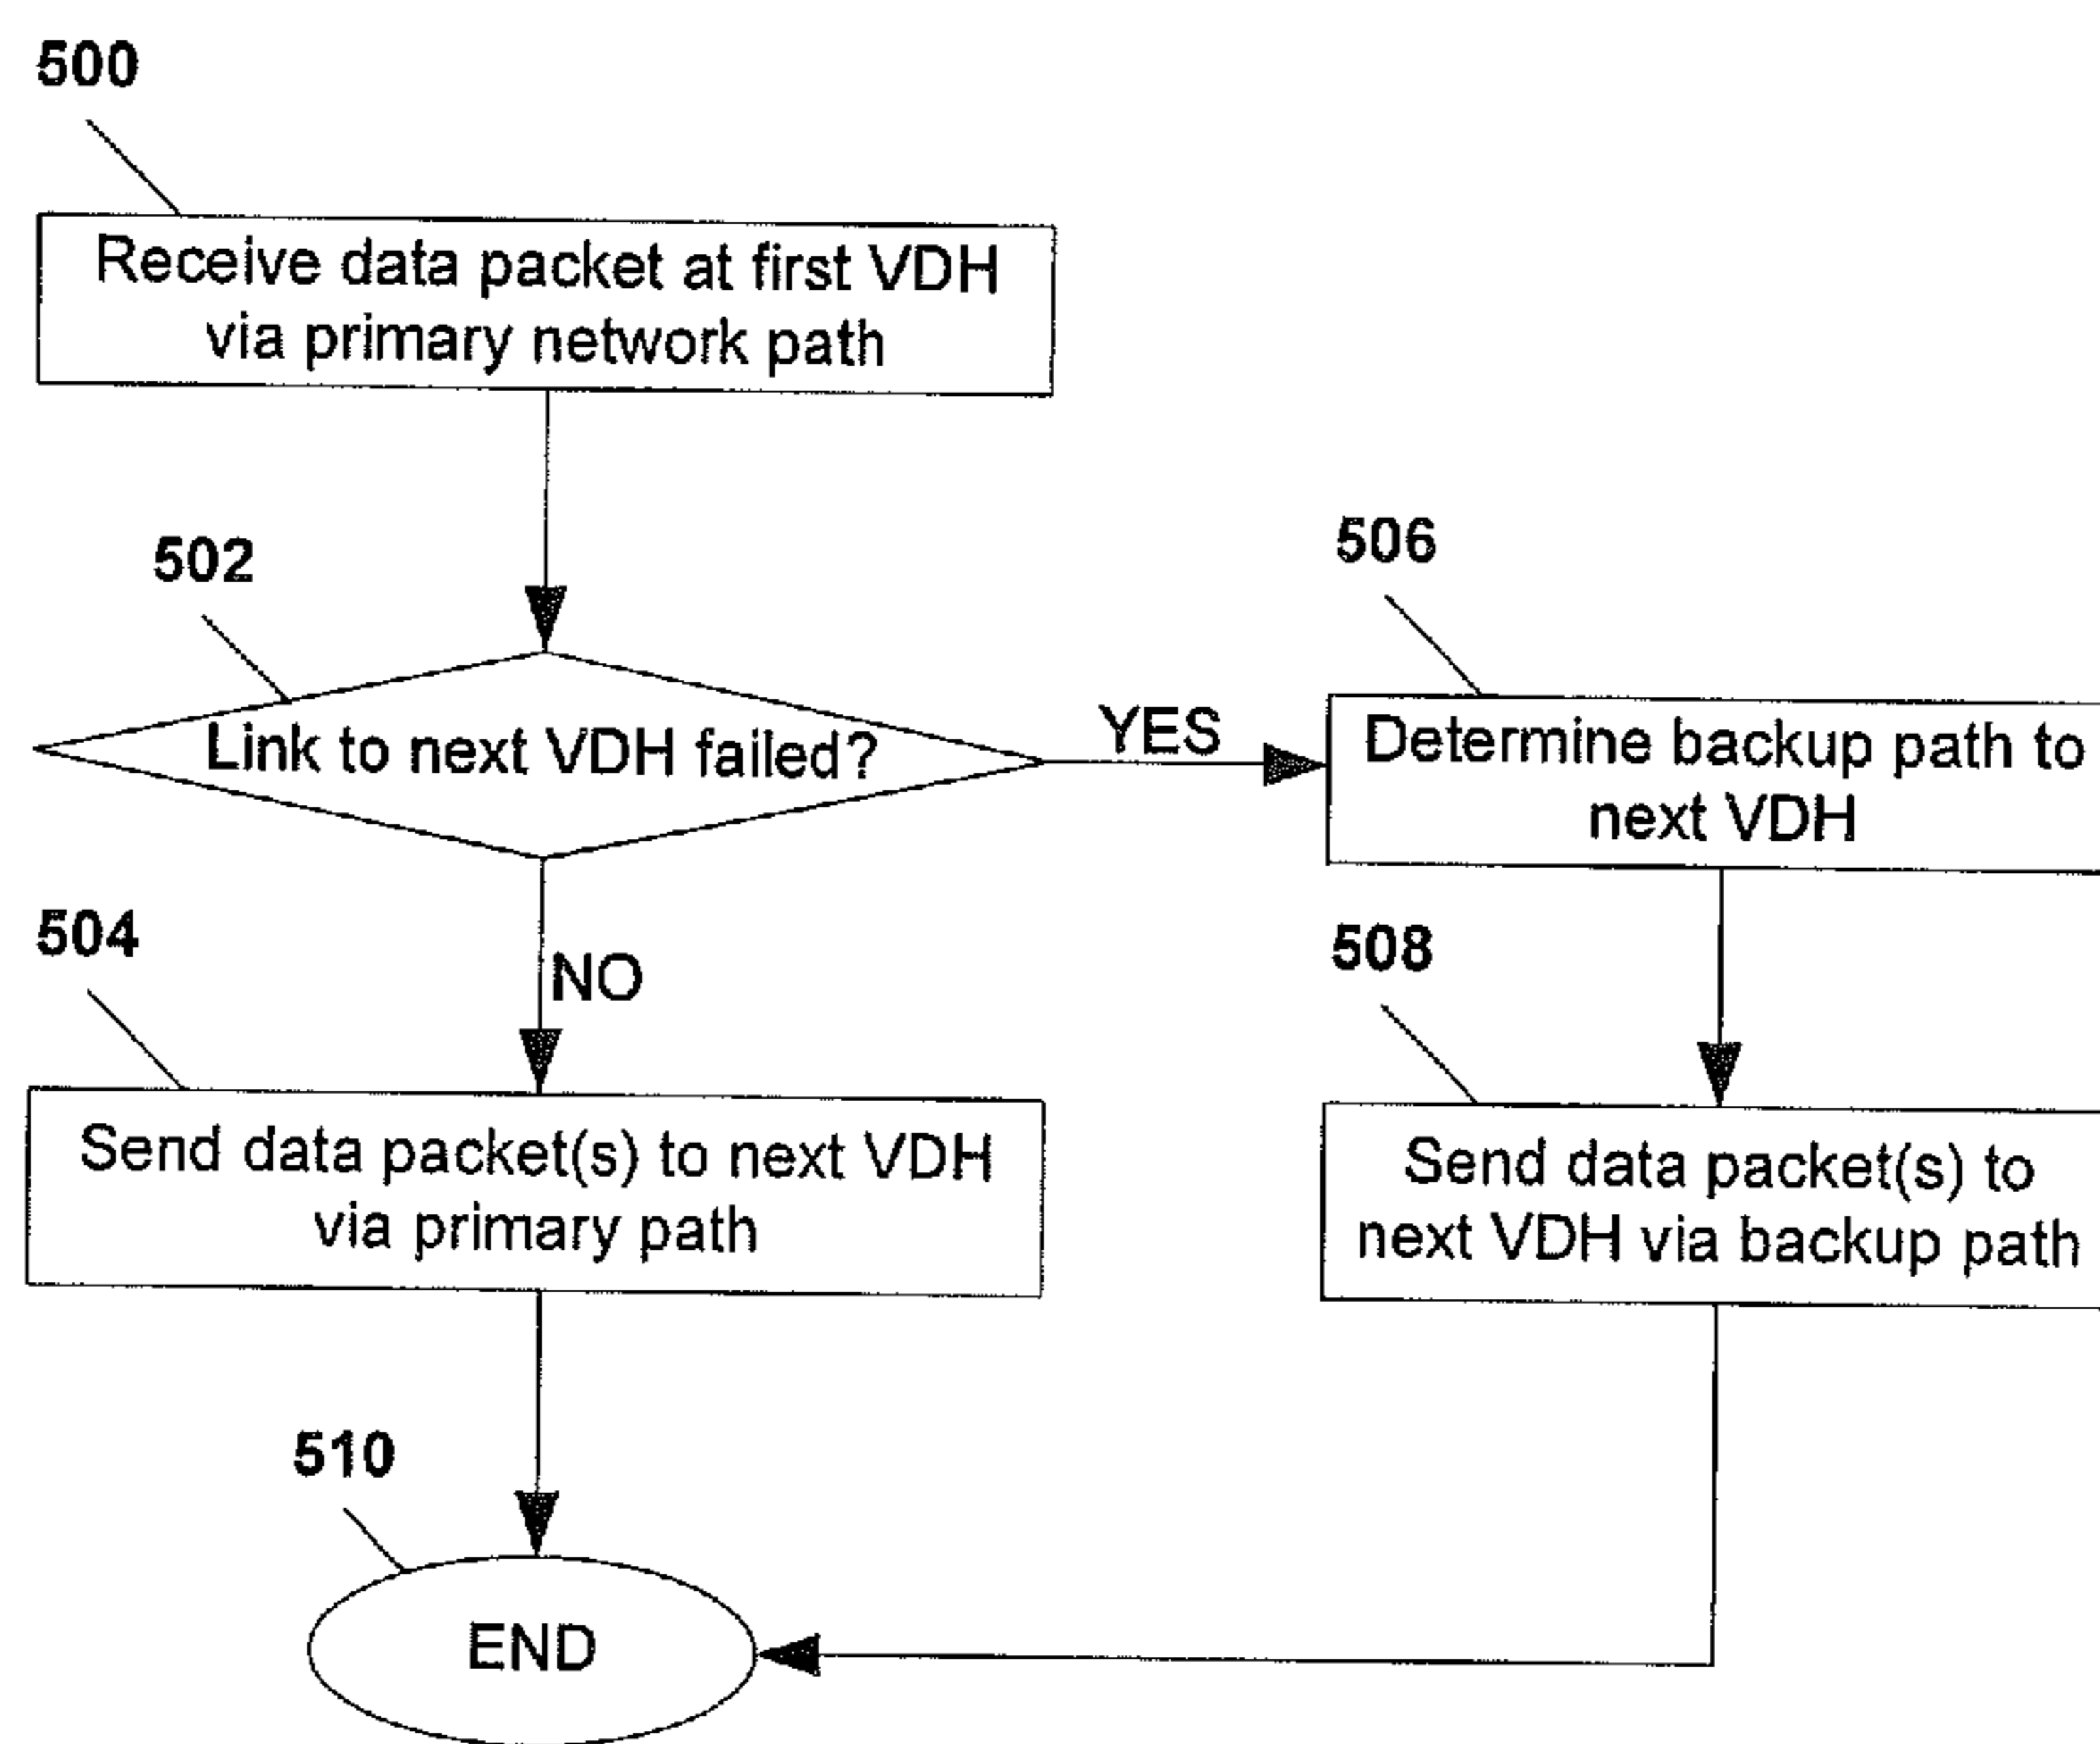 500
Receive data packet at first VDH
via primary network path
502
Link to next VDH failed?
YES
506
Determine backup path to
next VDH
504
NO
508
Send data packet(s) to next VDH
via primary path
Send data packet(s) to
next VDH via backup path
510
END